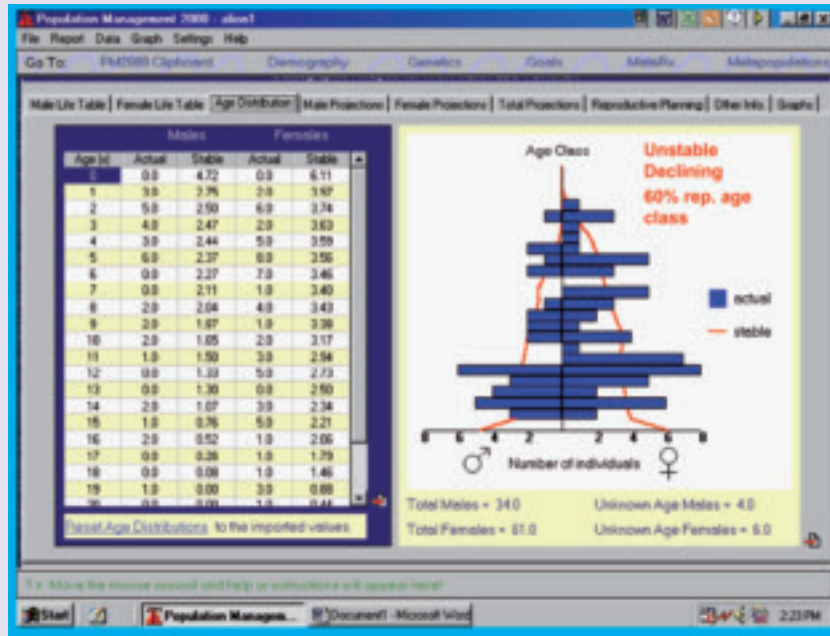 Population Management 2000 - alion1
File Report Data Graph Settings Help
Go To: PM2000 Clipboard Demography Genetics Goals MateRx Metapopulations
Male Life Table Female Life Table Age Distribution Male Projections Female Projections Total Projections Reproductive Planning Other Info. Graphs
Males Females
Age (x) Actual Stable Actual Stable
0 0.0 4.72 0.0 6.11
1 3.0 2.75 2.0 3.97
2 5.0 2.50 6.0 3.74
3 4.0 2.47 2.0 3.63
4 3.0 2.44 5.0 3.59
5 6.0 2.37 8.0 3.56
6 0.0 2.27 7.0 3.46
7 0.0 2.11 1.0 3.40
8 2.0 2.04 4.0 3.43
9 2.0 1.87 1.0
10 2.0 2.0 3.17
11 1.0 1.50 3.0 2.94
12 0.0 1.33 5.0 2.73
13 0.0 1.30 0.0 2.50
14 2.0 1.07 3.0 2.34
15 1.0 0.76 5.0 2.21
16 2.0 0.52 1.0 2.06
17 0.0 0.26 1.0 1.79
18 0.0 0.08 1.0 1.46
19 1.0 0.00 3.0 0.88
20 0.0 0.00 1.0 0.44
Reset Age Distributions to the imported values.
Age Class
Unstable
Declining
60% rep. age
class
actual
stable
8 6 4 2 2 4 6 8
♂ Number of individuals ♀
Total Males = 34.0 Unknown Age Males = 4.0
Total Females = 61.0 Unknown Age Females = 6.0
Move the mouse around and help or instructions will appear here!
Start Population Managem... Document1 - Microsoft Word 2:23 PM